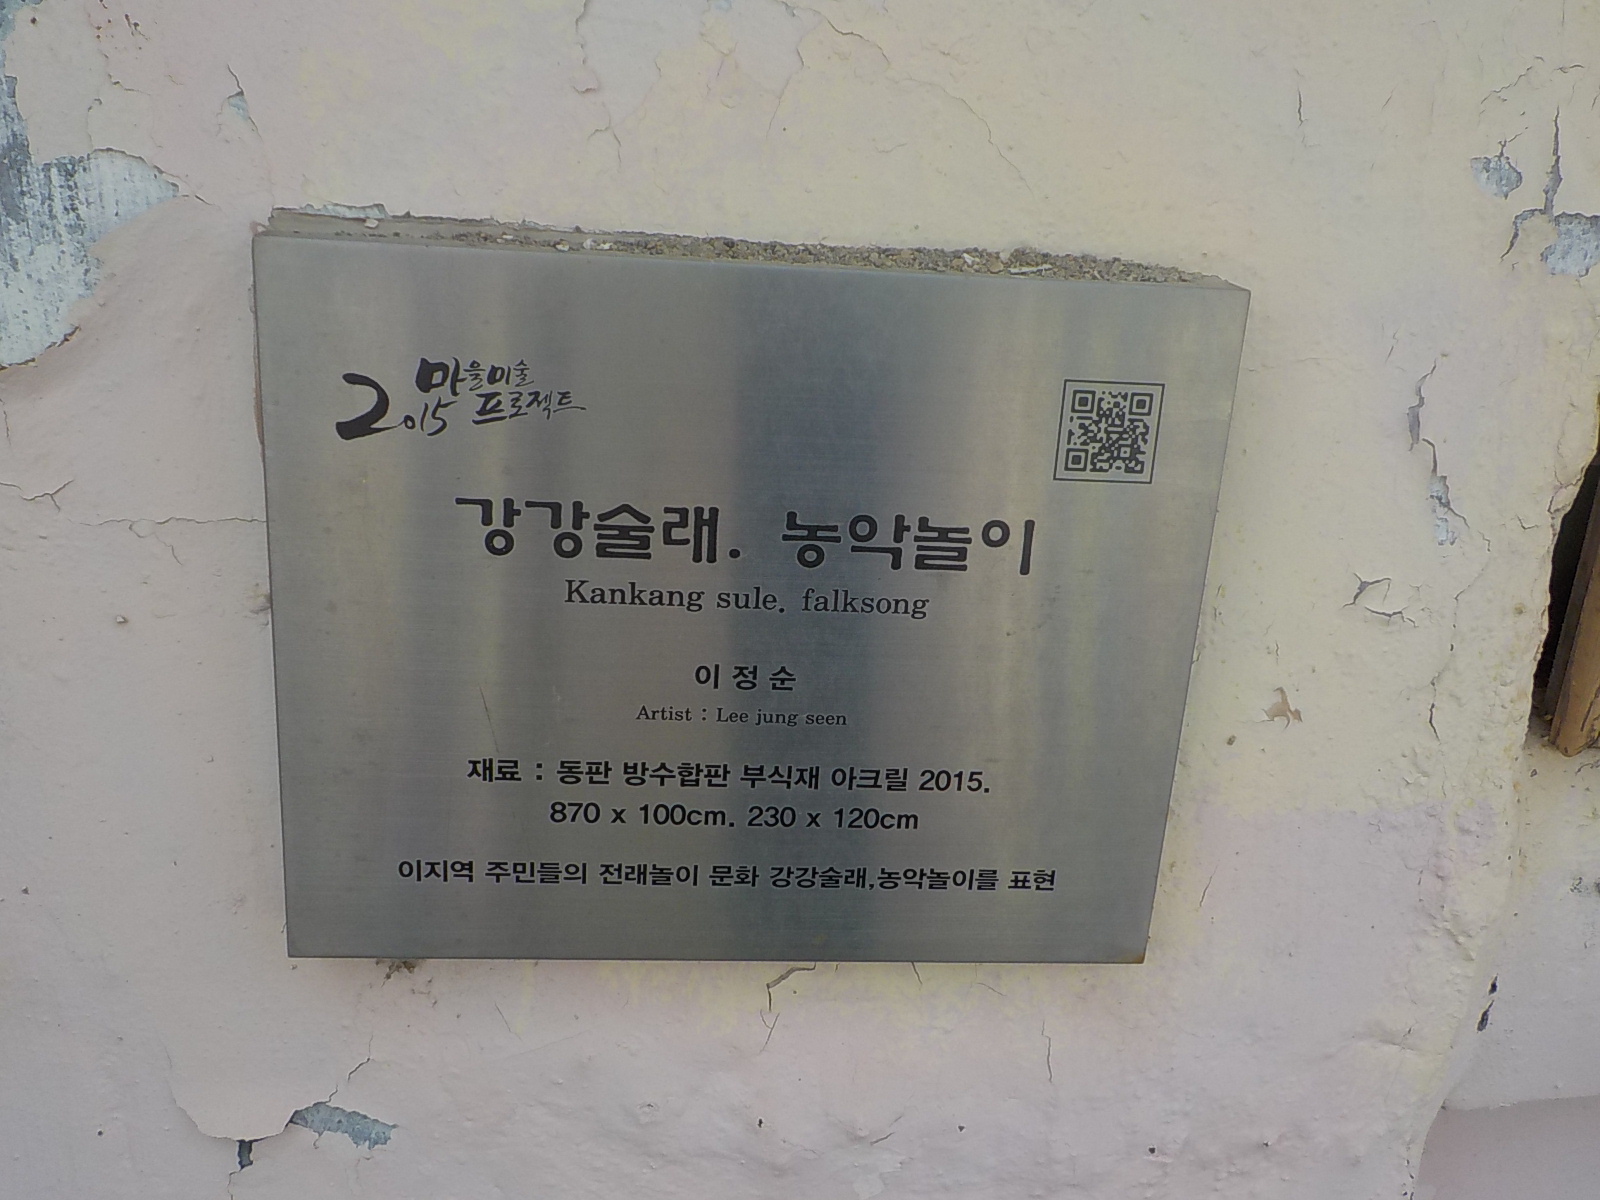 2015 마을미술
프로젝트
강강술래. 농악놀이
Kankang sule. falksong
이 정 순
Artist : Lee jung seen
재료 : 동판 방수합판 부식재 아크릴 2015.
870 x 100cm. 230 x 120cm
이지역 주민들의 전래놀이 문화 강강술래,농악놀이를 표현